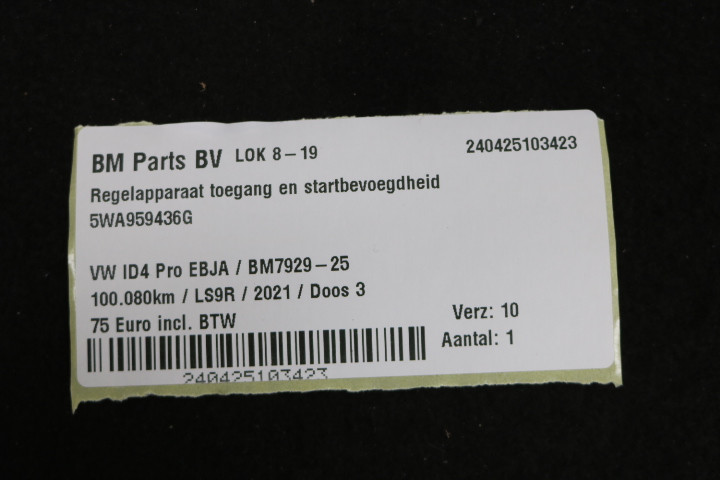 BM Parts BV LOK 8-19 240425103423
Regelapparaat toegang en startbevoegdheid
5WA959436G
VW ID4 Pro EBJA / BM7929-25
100.080km / LS9R / 2021 / Doos 3
75 Euro incl. BTW Verz: 10
Aantal: 1
240425103423